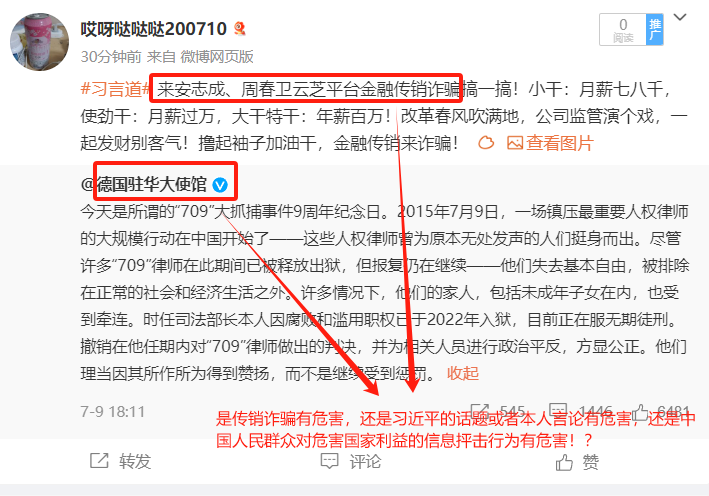 哎呀哒哒哒200710
30分钟前 来自 微博网页版
0
阅读
推广
#习言道# 来安志成、周春卫云芝平台金融传销诈骗搞一搞！小干：月薪七八千，
使劲干：月薪过万，大干特干：年薪百万！改革春风吹满地，公司监管演个戏，一
起发财别客气！撸起袖子加油干，金融传销来诈骗！ 查看图片
@德国驻华大使馆
今天是所谓的“709”大抓捕事件9周年纪念日。2015年7月9日，一场镇压最重要人权律师
的大规模行动在中国开始了——这些人权律师曾为原本无处发声的人们挺身而出。尽管
许多“709”律师在此期间已被释放出狱，但报复仍在继续——他们失去基本自由，被排除
在正常的社会和经济生活之外。许多情况下，他们的家人，包括未成年子女在内，也受
到牵连。时任司法部长本人因腐败和滥用职权已于2022年入狱，目前正在服无期徒刑。
撤销在他任期内对“709”律师做出的判决，并为相关人员进行政治平反，方显公正。他们
理当因其所作所为得到赞扬，而不是继续受到惩罚。 收起
7-9 18:11
545
1446
6481
是传销诈骗有危害，还是习近平的话题或者本人言论有危害，还是中
国人民群众对危害国家利益的信息抨击行为有危害！？
转发
评论
赞